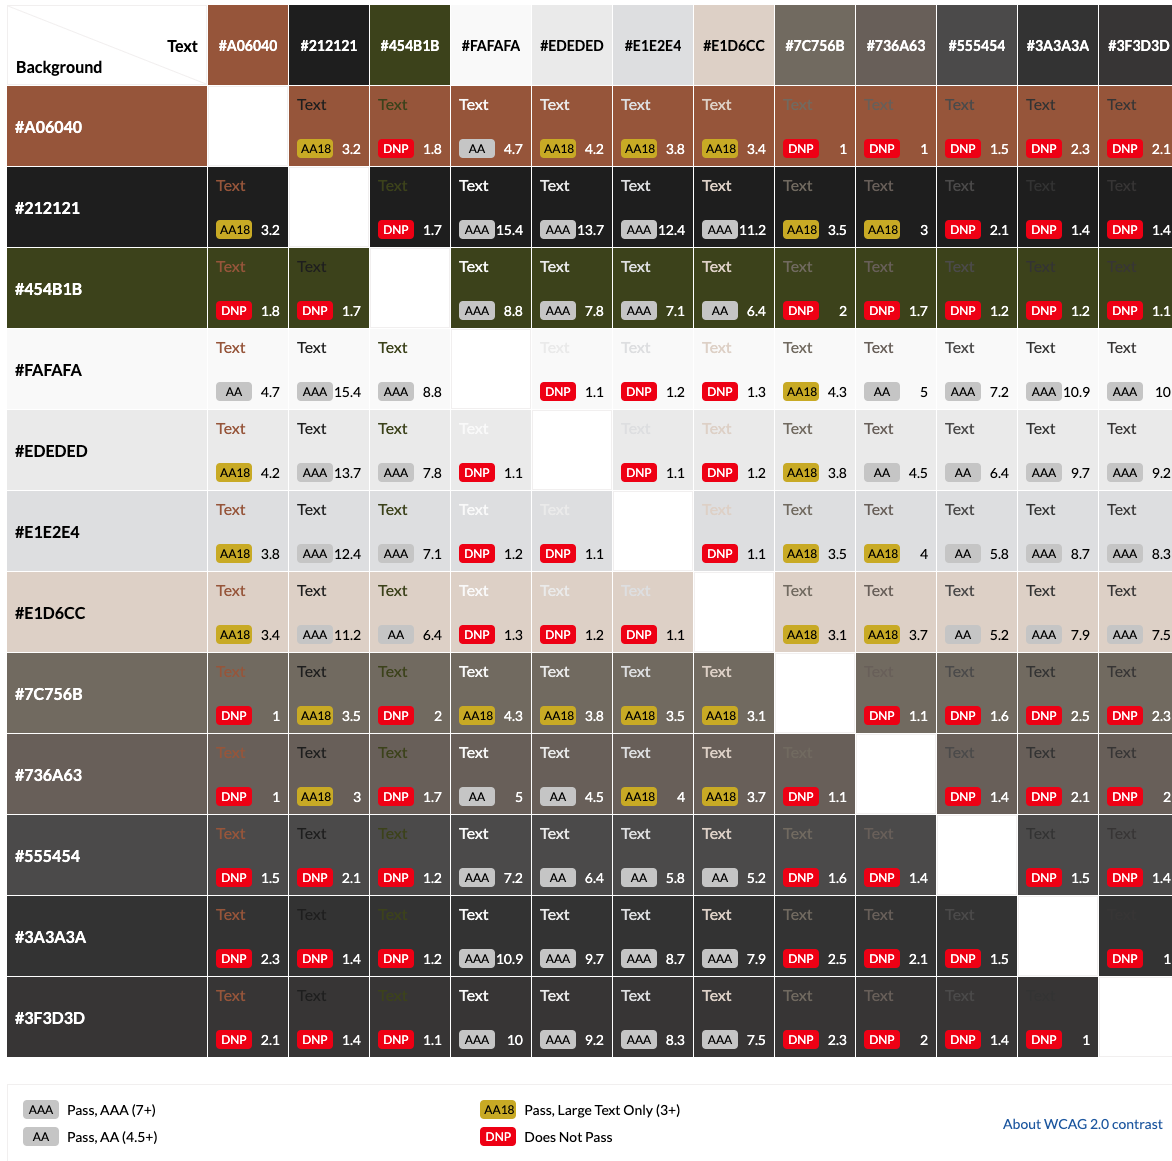 Text #A06040 #212121 #454B1B #FAFAFA #EDEDED #E1E2E4 #E1D6CC #7C756B #736A63 #555454 #3A3A3A #3F3D3D
Background
#A06040
Text Text Text Text Text Text Text Text Text Text Text
AA18 3.2 DNP 1.8 AA 4.7 AA18 4.2 AA18 3.8 AA18 3.4 DNP 1 DNP 1 DNP 1.5 DNP 2.3 DNP 2.1
#212121
Text Text Text Text Text Text Text Text Text Text Text
AA18 3.2 DNP 1.7 AAA 15.4 AAA 13.7 AAA 12.4 AAA 11.2 AA18 3.5 AA18 3 DNP 2.1 DNP 1.4 DNP 1.4
#454B1B
Text Text Text Text Text Text Text Text Text Text Text
DNP 1.8 DNP 1.7 AAA 8.8 AAA 7.8 AAA 7.1 AA 6.4 DNP 2 DNP 1.7 DNP 1.2 DNP 1.2 DNP 1.1
#FAFAFA
Text Text Text Text Text Text Text Text Text Text Text
AA 4.7 AAA 15.4 AAA 8.8 DNP 1.1 DNP 1.2 DNP 1.3 AA18 4.3 AA 5 AAA 7.2 AAA 10.9 AAA 10
#EDEDED
Text Text Text Text Text Text Text Text Text Text Text
AA18 4.2 AAA 13.7 AAA 7.8 DNP 1.1 DNP 1.1 DNP 1.2 AA18 3.8 AA 4.5 AA 6.4 AAA 9.7 AAA 9.2
#E1E2E4
Text Text Text Text Text Text Text Text Text Text Text
AA18 3.8 AAA 12.4 AAA 7.1 DNP 1.2 DNP 1.1 DNP 1.1 AA18 3.5 AA18 4 AA 5.8 AAA 8.7 AAA 8.3
#E1D6CC
Text Text Text Text Text Text Text Text Text Text Text
AA18 3.4 AAA 11.2 AA 6.4 DNP 1.3 DNP 1.2 DNP 1.1 AA18 3.1 AA18 3.7 AA 5.2 AAA 7.9 AAA 7.5
#7C756B
Text Text Text Text Text Text Text Text Text Text Text
DNP 1 AA18 3.5 DNP 2 AA18 4.3 AA18 3.8 AA18 3.5 AA18 3.1 DNP 1.1 DNP 1.6 DNP 2.5 DNP 2.3
#736A63
Text Text Text Text Text Text Text Text Text Text Text
DNP 1 AA18 3 DNP 1.7 AA 5 AA 4.5 AA18 4 AA18 3.7 DNP 1.1 DNP 1.4 DNP 2.1 DNP 2
#555454
Text Text Text Text Text Text Text Text Text Text Text
DNP 1.5 DNP 2.1 DNP 1.2 AAA 7.2 AA 6.4 AA 5.8 AA 5.2 DNP 1.6 DNP 1.4 DNP 1.5 DNP 1.4
#3A3A3A
Text Text Text Text Text Text Text Text Text Text
DNP 2.3 DNP 1.4 DNP 1.2 AAA 10.9 AAA 9.7 AAA 8.7 AAA 7.9 DNP 2.5 DNP 2.1 DNP 1.5 DNP 1
#3F3D3D
Text Text Text Text Text Text Text Text Text Text
DNP 2.1 DNP 1.4 DNP 1.1 AAA 10 AAA 9.2 AAA 8.3 AAA 7.5 DNP 2.3 DNP 2 DNP 1.4 DNP 1
AAA Pass, AAA (7+) AA18 Pass, Large Text Only (3+)
AA Pass, AA (4.5+) DNP Does Not Pass
About WCAG 2.0 contrast